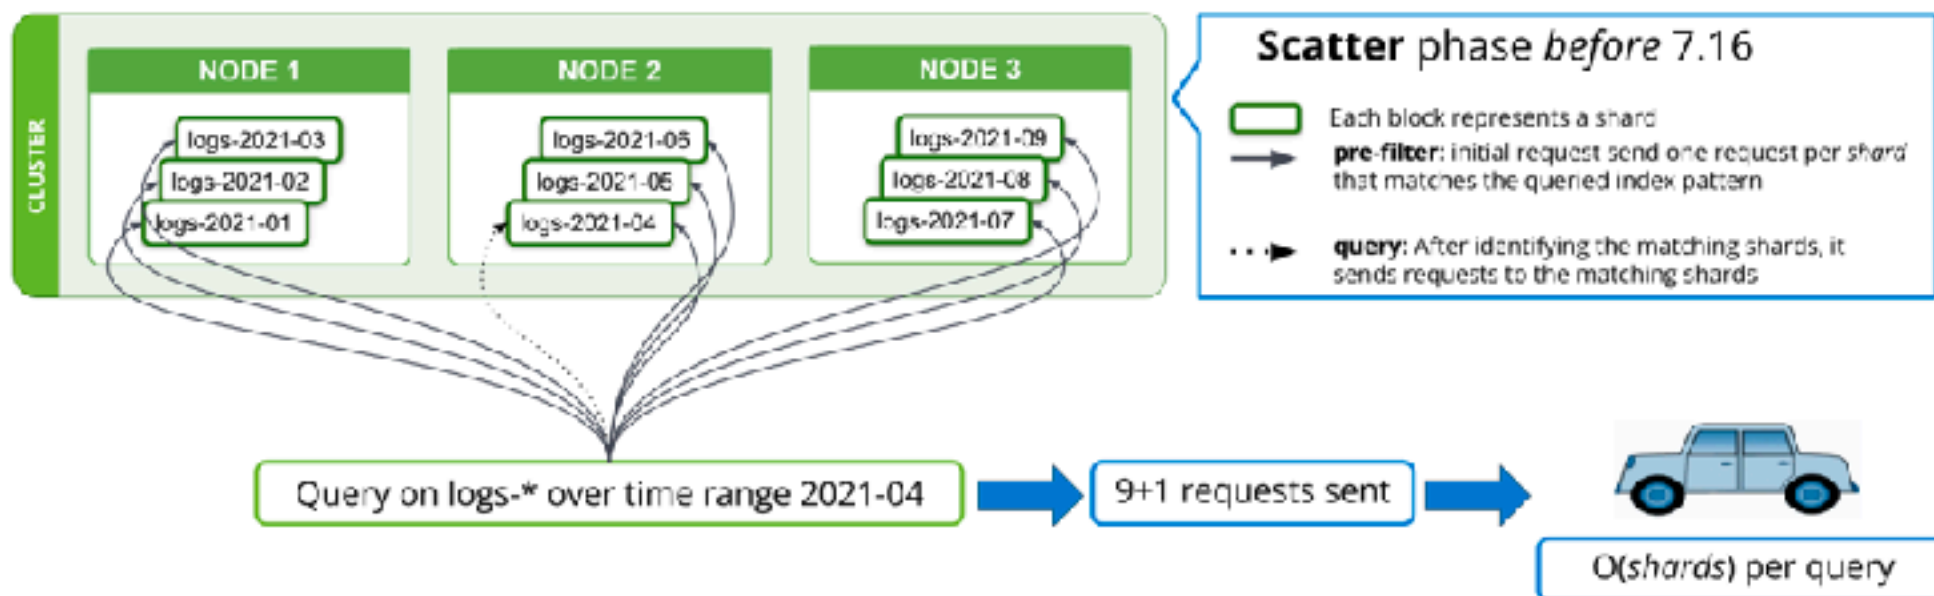 Scatter phase before 7.16
CLUSTER
NODE 1
NODE 2
NODE 3
logs-2021-03
logs-2021-02
logs-2021-01
logs-2021-06
logs-2021-05
logs-2021-04
logs-2021-09
logs-2021-08
logs-2021-07
Each block represents a shard
pre-filter: initial request send one request per shard
that matches the queried index pattern
query: After identifying the matching shards, it
sends requests to the matching shards
Query on logs-* over time range 2021-04
9+1 requests sent
O(shards) per query